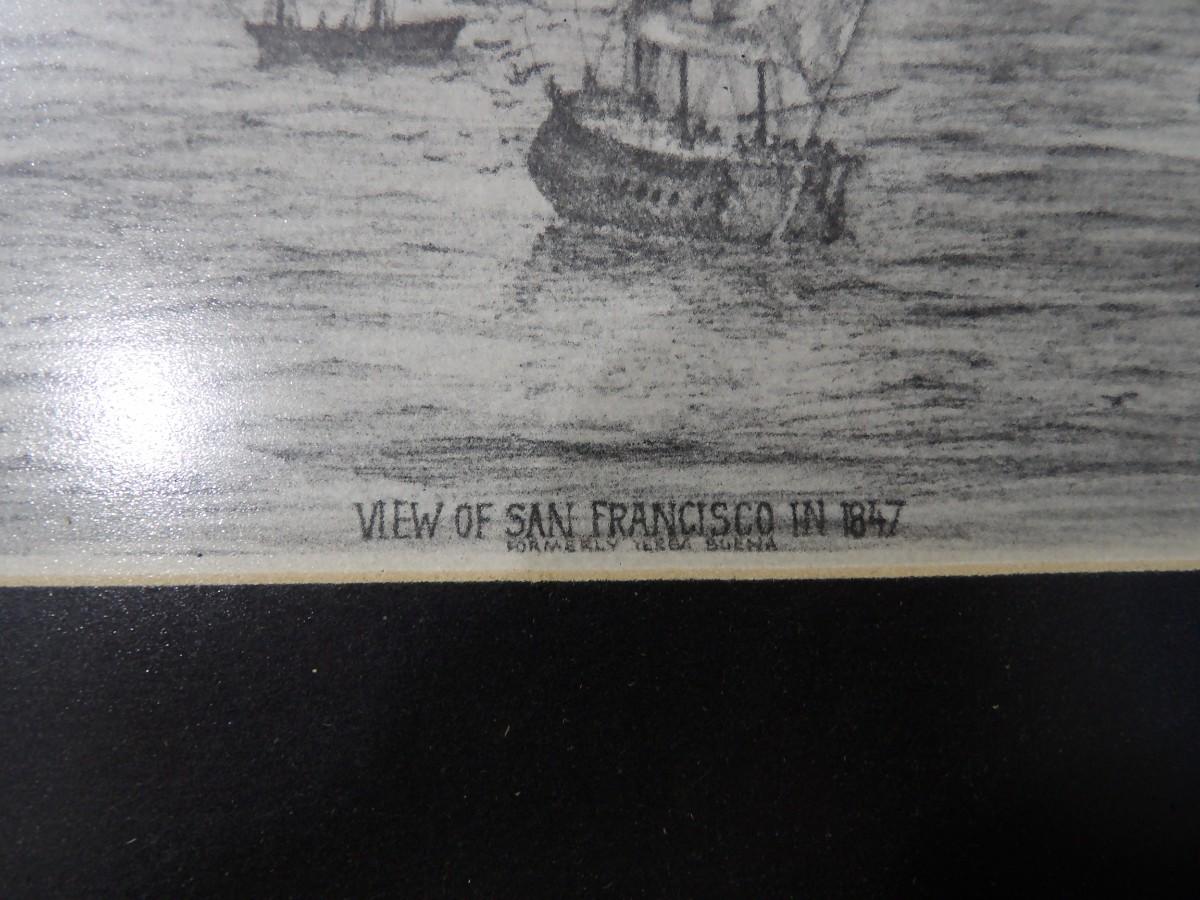 VIEW OF SAN FRANCISCO IN 1847
FORMERLY YERBA BUENA